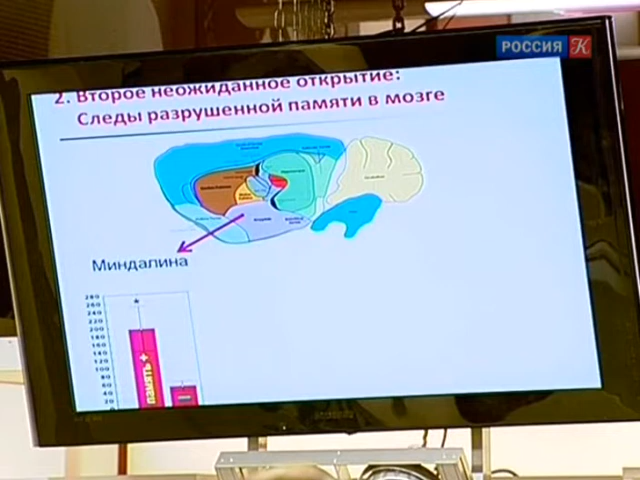 РОССИЯ К
2. Второе неожиданное открытие:
Следы разрушенной памяти в мозге
Миндалина
280
260
240
220
200
180
160
140
120
100
80
60
40
20
0
*
память +
SAMSUNG